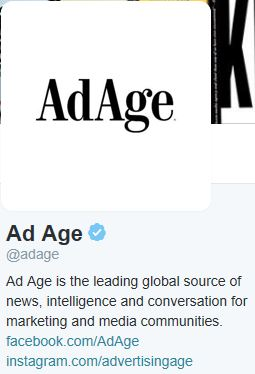 AdAge
Ad Age
@adage
Ad Age is the leading global source of
news, intelligence and conversation for
marketing and media communities.
facebook.com/AdAge
instagram.com/advertisingage